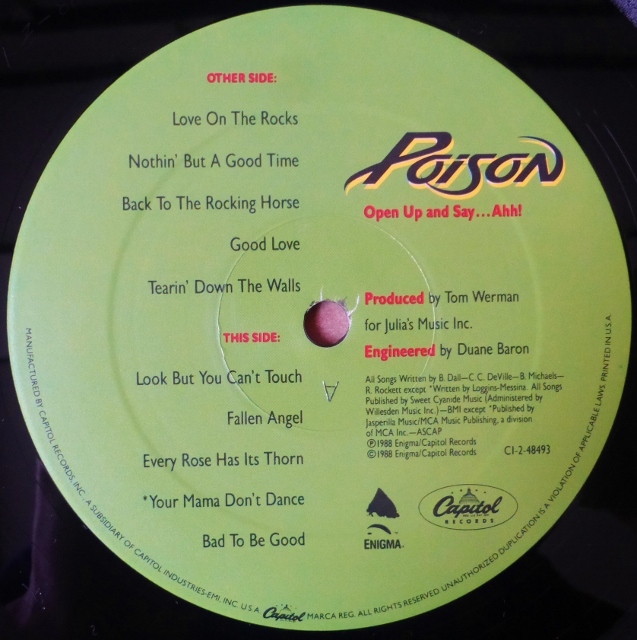 OTHER SIDE:
Love On The Rocks
Nothin' But A Good Time
Back To The Rocking Horse
Good Love
Tearin' Down The Walls
THIS SIDE:
Look But You Can't Touch
Fallen Angel
Every Rose Has Its Thorn
*Your Mama Don't Dance
Bad To Be Good
POISON
Open Up and Say...Ahh!
Produced by Tom Werman
for Julia's Music Inc.
Engineered by Duane Baron
All Songs Written by B. Dall—C.C. DeVille—B. Michaels—
R. Rockett except *Written by Loggins-Messina. All Songs
Published by Sweet Cyanide Music (Administered by
Willesden Music Inc.)—BMI except *Published by
Jasperilla Music/MCA Music Publishing, a division
of MCA Inc.—ASCAP
℗1988 Enigma/Capitol Records
©1988 Enigma/Capitol Records
C1-2-48493
A
ENIGMA
Capitol
RECORDS
MANUFACTURED BY CAPITOL RECORDS, INC., A SUBSIDIARY OF CAPITOL INDUSTRIES-EMI, INC. U.S.A. Capitol MARCA REG. ALL RIGHTS RESERVED. UNAUTHORIZED DUPLICATION IS A VIOLATION OF APPLICABLE LAWS. PRINTED IN U.S.A.